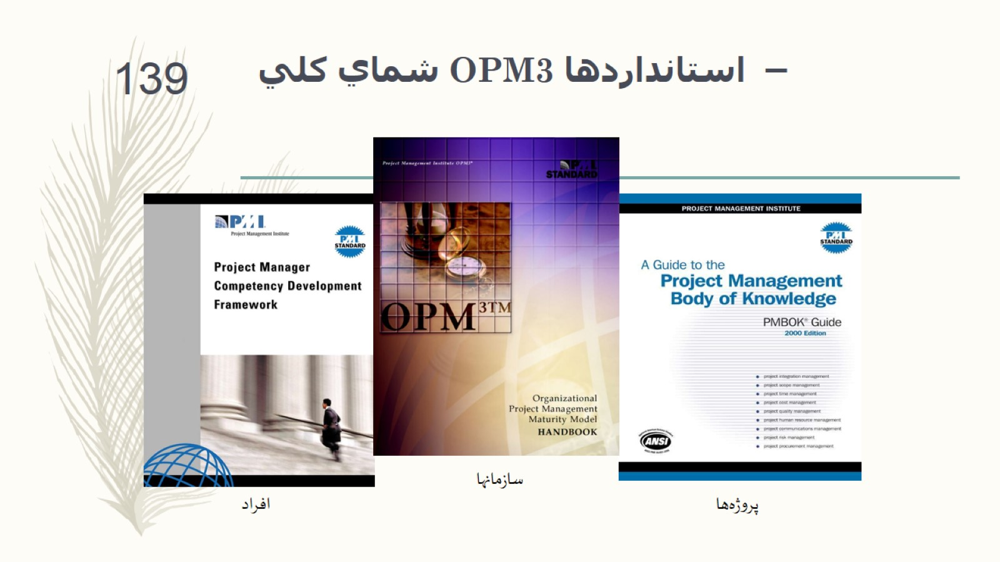 139
– استانداردها OPM3 شماي كلي
PMI
Project Management Institute
PMI
STANDARD
Project Manager
Competency Development
Framework
افراد
Project Management Institute OPM3®
PMI
STANDARD
OPM3TM
Organizational
Project Management
Maturity Model
HANDBOOK
سازمانها
PROJECT MANAGEMENT INSTITUTE
PMI
STANDARD
A Guide to the
Project Management
Body of Knowledge
PMBOK® Guide
2000 Edition
project integration management
project scope management
project time management
project cost management
project quality management
project human resource management
project communications management
project risk management
project procurement management
ANSI
پروژه‌ها